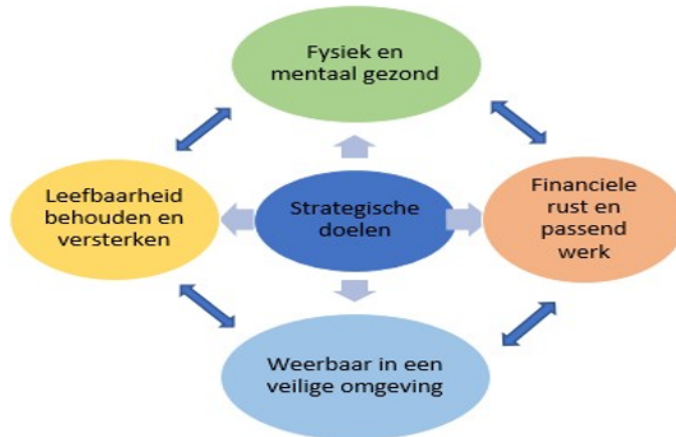 Fysiek en
mentaal gezond
Leefbaarheid
behouden en
versterken
Strategische
doelen
Financiele
rust en
passend
werk
Weerbaar in een
veilige omgeving